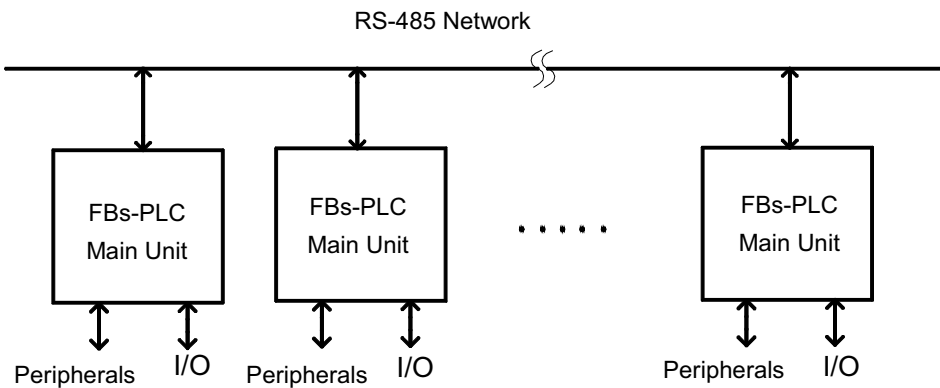 RS-485 Network
FBs-PLC
Main Unit
FBs-PLC
Main Unit
FBs-PLC
Main Unit
Peripherals
I/O
Peripherals
I/O
Peripherals
I/O